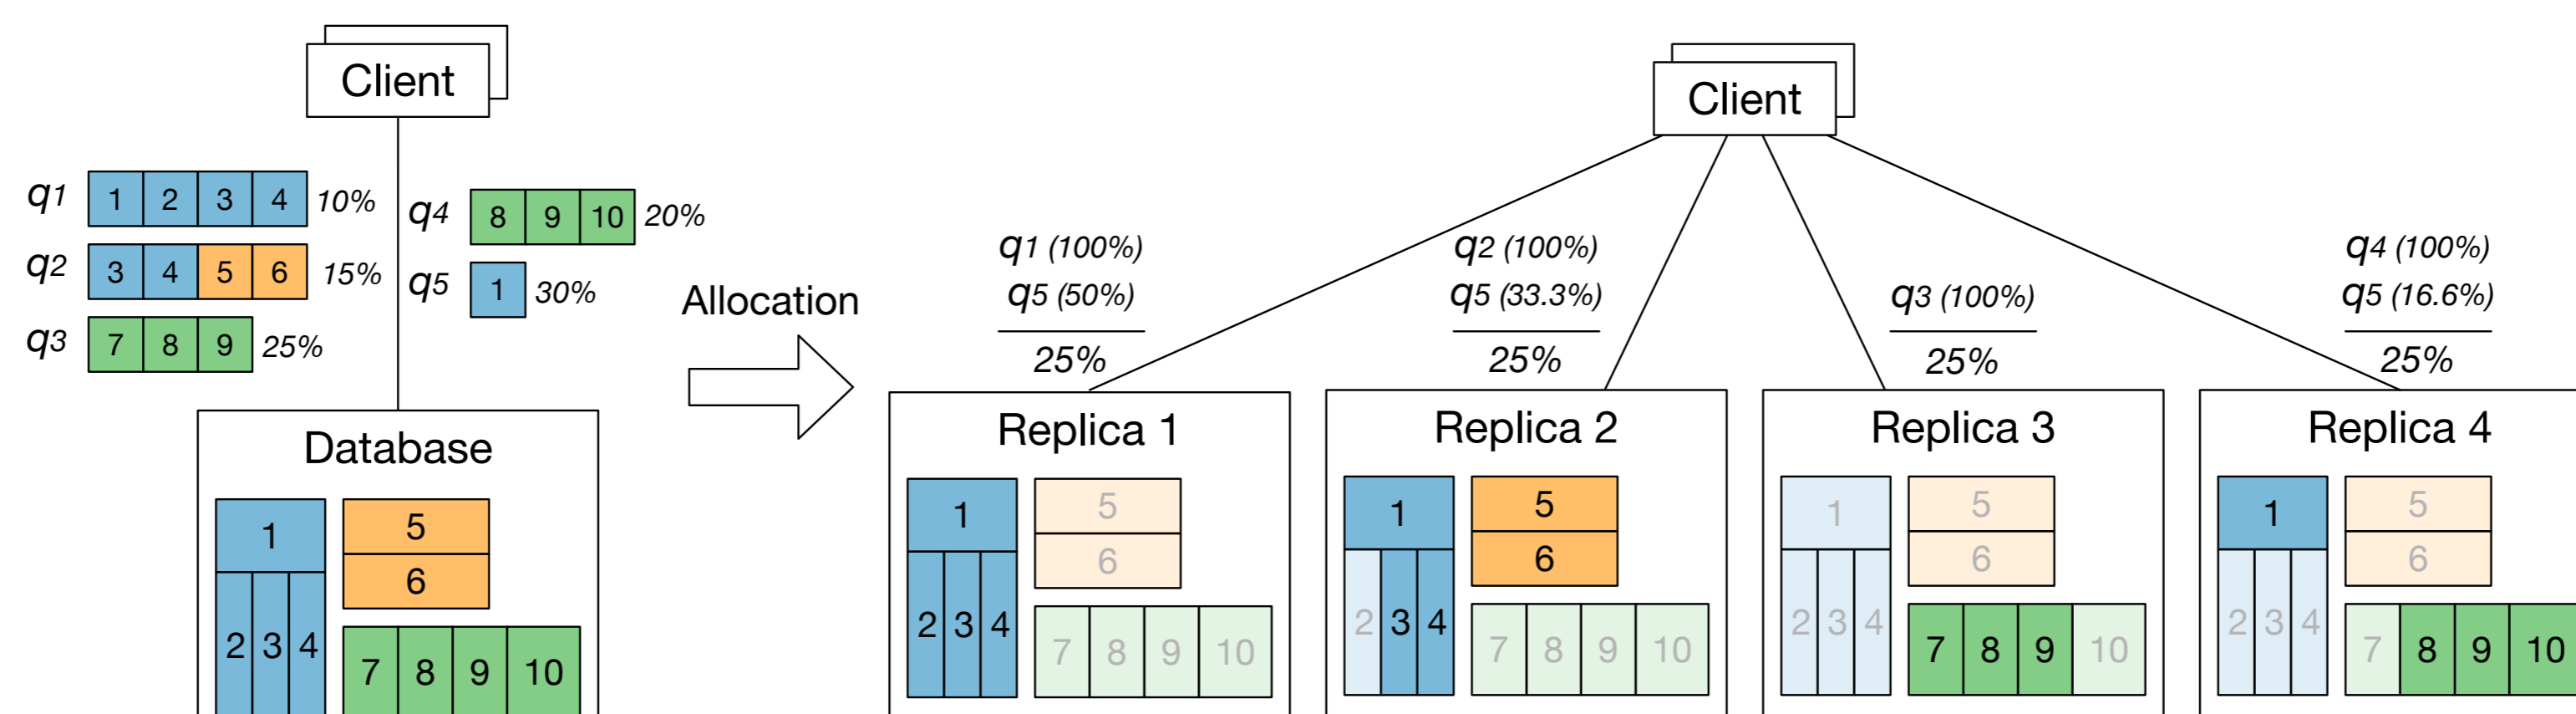 Client
q1 1 2 3 4 10%
q2 3 4 5 6 15%
q3 7 8 9 25%
q4 8 9 10 20%
q5 1 30%
Database
1
2 3 4
5
6
7 8 9 10
Allocation
Client
q1 (100%)
q5 (50%)
25%
q2 (100%)
q5 (33.3%)
25%
q3 (100%)
25%
q4 (100%)
q5 (16.6%)
25%
Replica 1
1
2 3 4
5
6
7 8 9 10
Replica 2
1
2 3 4
5
6
7 8 9 10
Replica 3
1
2 3 4
5
6
7 8 9 10
Replica 4
1
2 3 4
5
6
7 8 9 10